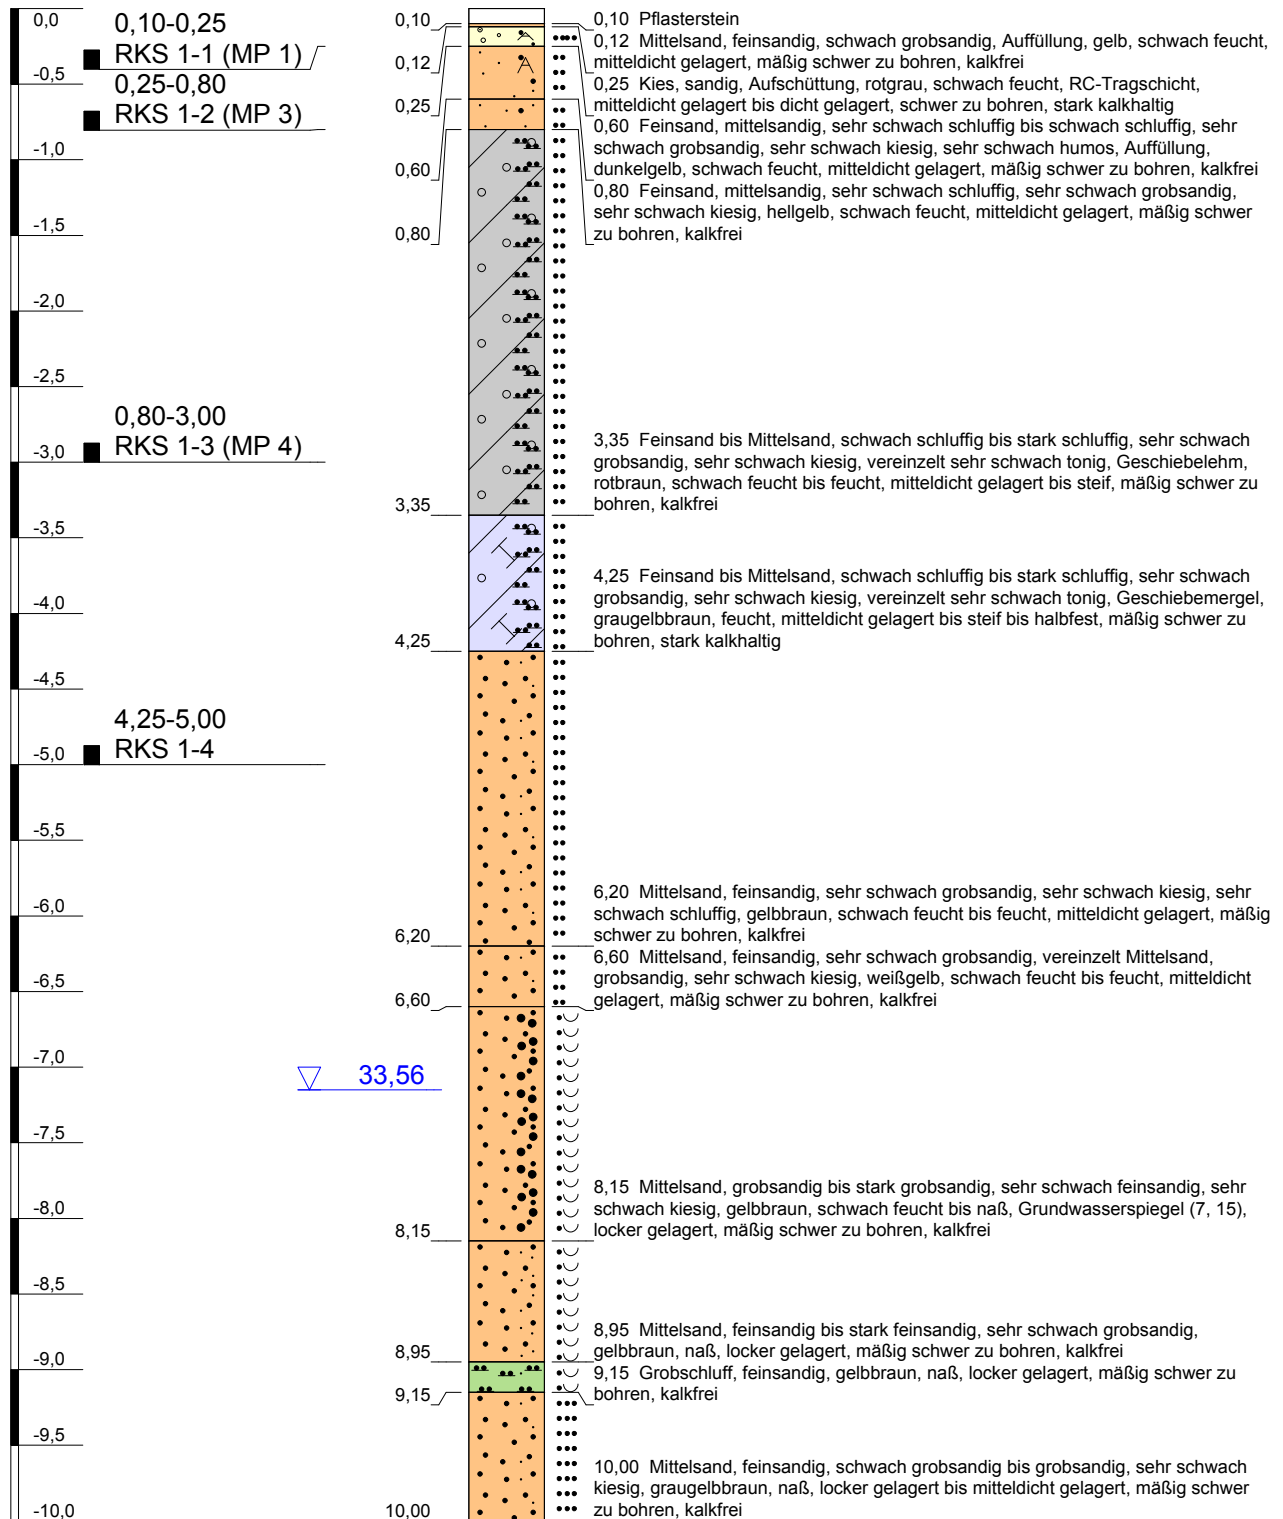 0,0
-0,5
-1,0
-1,5
-2,0
-2,5
-3,0
-3,5
-4,0
-4,5
-5,0
-5,5
-6,0
-6,5
-7,0
-7,5
-8,0
-8,5
-9,0
-9,5
-10,0
0,10-0,25
RKS 1-1 (MP 1)
0,25-0,80
RKS 1-2 (MP 3)
0,80-3,00
RKS 1-3 (MP 4)
4,25-5,00
RKS 1-4
33,56
0,10
0,12
0,25
0,60
0,80
3,35
4,25
6,20
6,60
8,15
8,95
9,15
10,00
A
A
0,10 Pflasterstein
0,12 Mittelsand, feinsandig, schwach grobsandig, Auffüllung, gelb, schwach feucht,
mitteldicht gelagert, mäßig schwer zu bohren, kalkfrei
0,25 Kies, sandig, Aufschüttung, rotgrau, schwach feucht, RC-Tragschicht,
mitteldicht gelagert bis dicht gelagert, schwer zu bohren, stark kalkhaltig
0,60 Feinsand, mittelsandig, sehr schwach schluffig bis schwach schluffig, sehr
schwach grobsandig, sehr schwach kiesig, sehr schwach humos, Auffüllung,
dunkelgelb, schwach feucht, mitteldicht gelagert, mäßig schwer zu bohren, kalkfrei
0,80 Feinsand, mittelsandig, sehr schwach schluffig, sehr schwach grobsandig,
sehr schwach kiesig, hellgelb, schwach feucht, mitteldicht gelagert, mäßig schwer
zu bohren, kalkfrei
3,35 Feinsand bis Mittelsand, schwach schluffig bis stark schluffig, sehr schwach
grobsandig, sehr schwach kiesig, vereinzelt sehr schwach tonig, Geschiebelehm,
rotbraun, schwach feucht bis feucht, mitteldicht gelagert bis steif, mäßig schwer zu
bohren, kalkfrei
4,25 Feinsand bis Mittelsand, schwach schluffig bis stark schluffig, sehr schwach
grobsandig, sehr schwach kiesig, vereinzelt sehr schwach tonig, Geschiebemergel,
graugelbbraun, feucht, mitteldicht gelagert bis steif bis halbfest, mäßig schwer zu
bohren, stark kalkhaltig
6,20 Mittelsand, feinsandig, sehr schwach grobsandig, sehr schwach kiesig, sehr
schwach schluffig, gelbbraun, schwach feucht bis feucht, mitteldicht gelagert, mäßig
schwer zu bohren, kalkfrei
6,60 Mittelsand, feinsandig, sehr schwach grobsandig, vereinzelt Mittelsand,
grobsandig, sehr schwach kiesig, weißgelb, schwach feucht bis feucht, mitteldicht
gelagert, mäßig schwer zu bohren, kalkfrei
8,15 Mittelsand, grobsandig bis stark grobsandig, sehr schwach feinsandig, sehr
schwach kiesig, gelbbraun, schwach feucht bis naß, Grundwasserspiegel (7, 15),
locker gelagert, mäßig schwer zu bohren, kalkfrei
8,95 Mittelsand, feinsandig bis stark feinsandig, sehr schwach grobsandig,
gelbbraun, naß, locker gelagert, mäßig schwer zu bohren, kalkfrei
9,15 Grobschluff, feinsandig, gelbbraun, naß, locker gelagert, mäßig schwer zu
bohren, kalkfrei
10,00 Mittelsand, feinsandig, schwach grobsandig bis grobsandig, sehr schwach
kiesig, graugelbbraun, naß, locker gelagert bis mitteldicht gelagert, mäßig schwer
zu bohren, kalkfrei